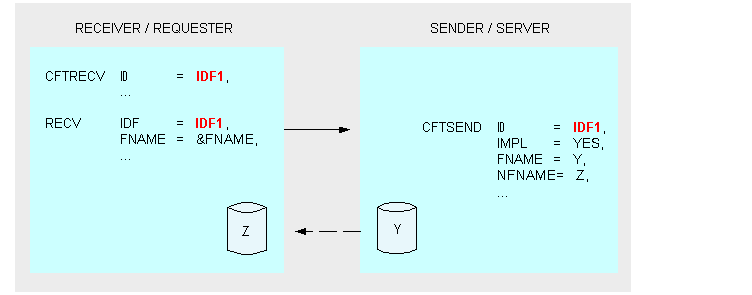 RECEIVER / REQUESTER
CFTRECV ID = IDF1,
...
RECV IDF = IDF1,
FNAME = &FNAME,
...
Z
SENDER / SERVER
CFTSEND ID = IDF1,
IMPL = YES,
FNAME = Y,
NFNAME= Z,
...
Y